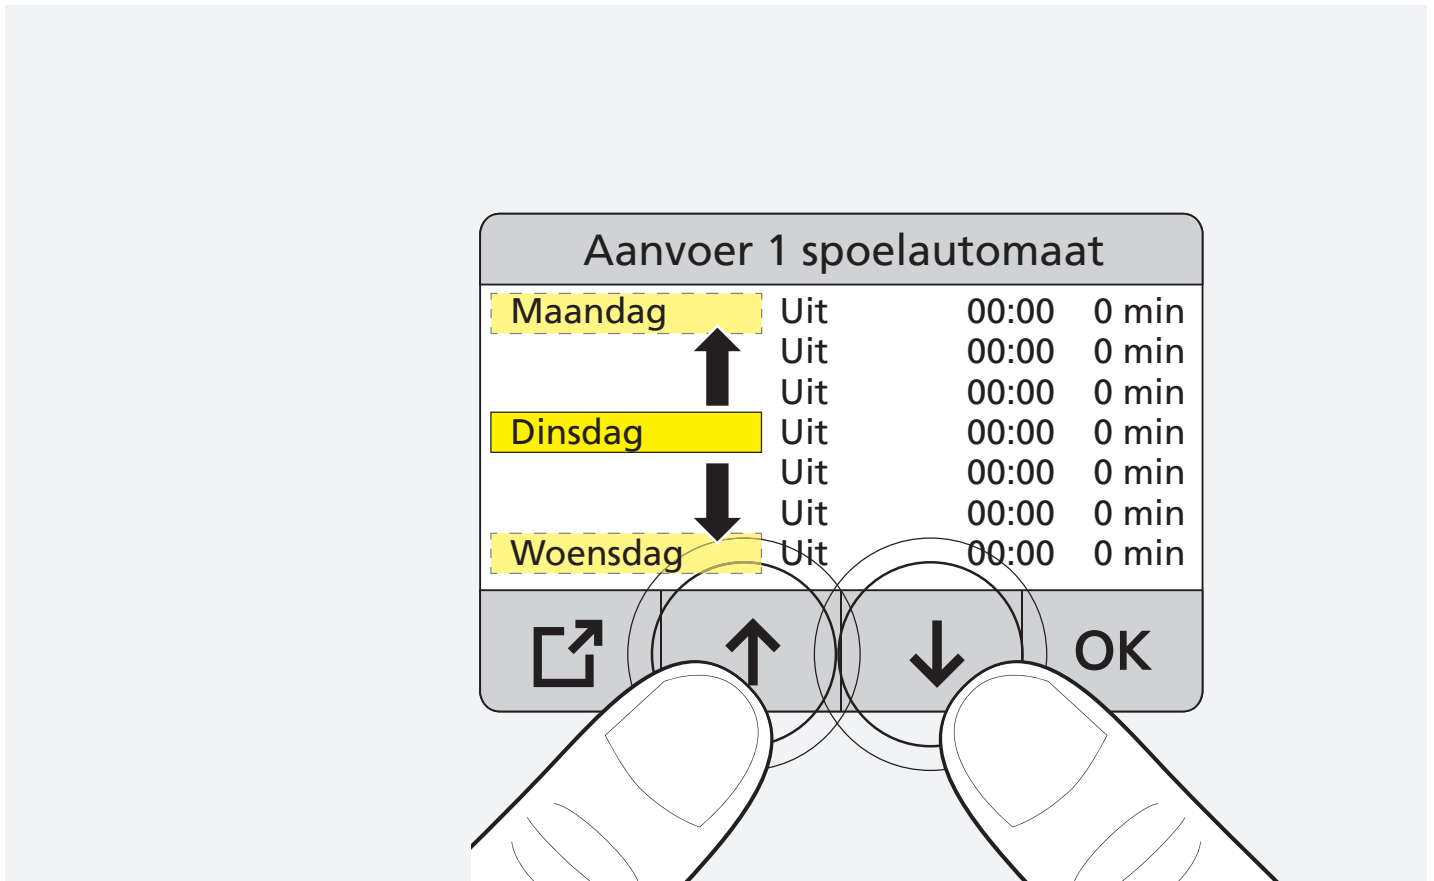 Aanvoer 1 spoelautomaat
Maandag Uit 00:00 0 min
Uit 00:00 0 min
Uit 00:00 0 min
Dinsdag Uit 00:00 0 min
Uit 00:00 0 min
Uit 00:00 0 min
Woensdag Uit 00:00 0 min
OK